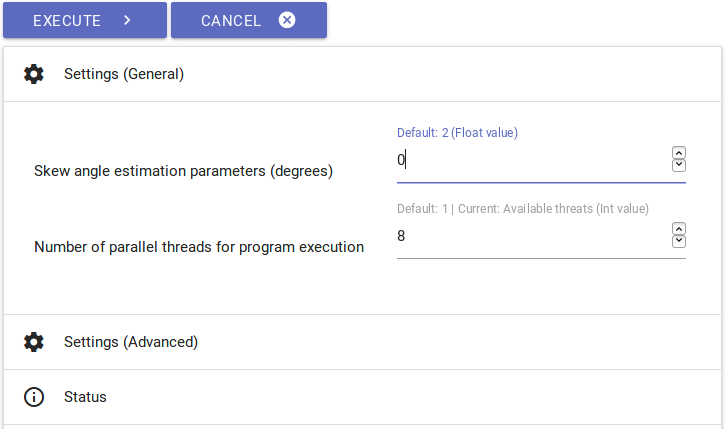 EXECUTE CANCEL
Settings (General)
Default: 2 (Float value)
Skew angle estimation parameters (degrees) 0
Default: 1 | Current: Available threats (Int value)
Number of parallel threads for program execution 8
Settings (Advanced)
Status